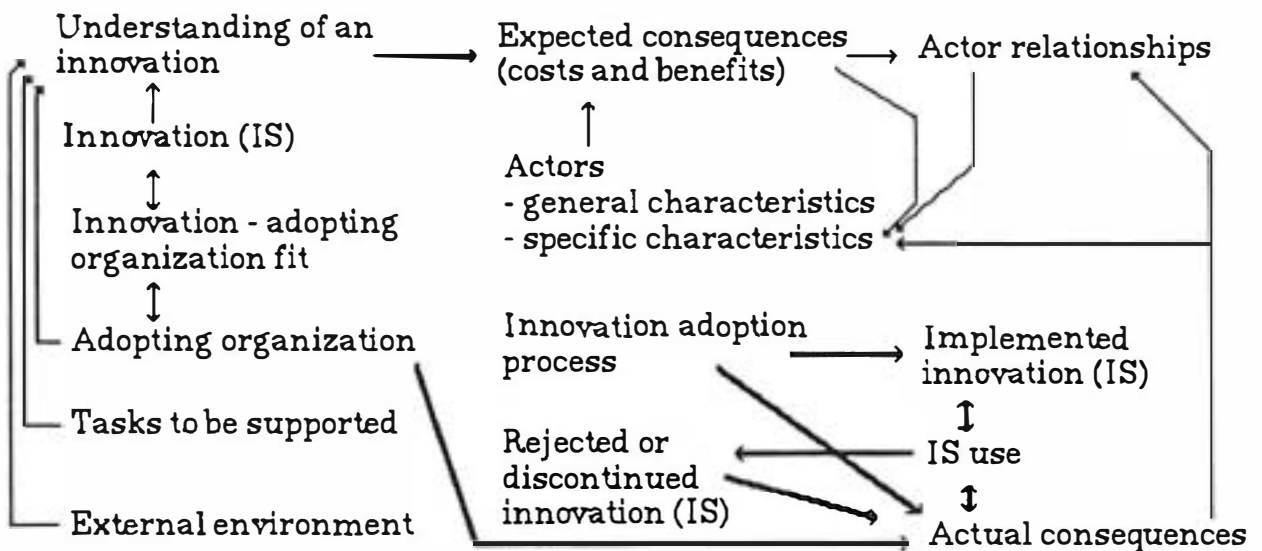 Understanding of an
innovation
Expected consequences
(costs and benefits)
Actor relationships
Innovation (IS)
Actors
- general characteristics
- specific characteristics
Innovation - adopting
organization fit
Adopting organization
Innovation adoption
process
Implemented
innovation (IS)
Tasks to be supported
Rejected or
discontinued
innovation (IS)
IS use
External environment
Actual consequences